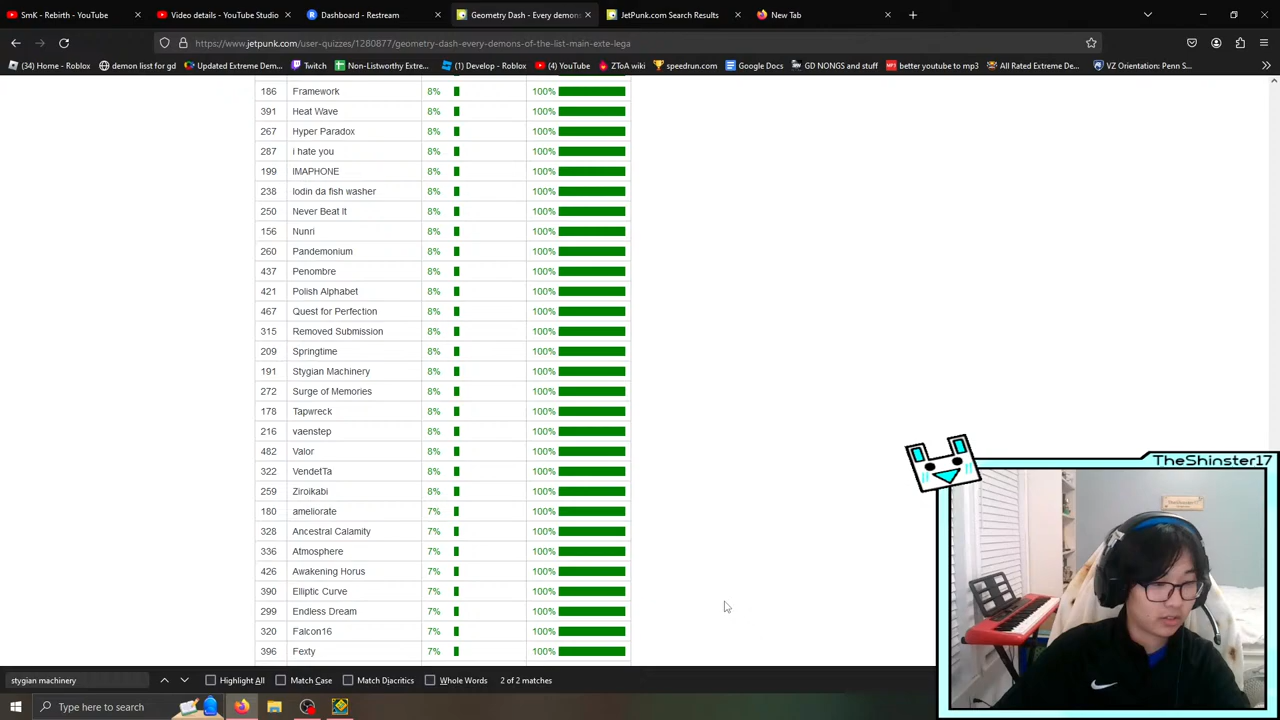 SmK - Rebirth - YouTube
Video details - YouTube Studio
Dashboard - Restream
Geometry Dash - Every demons
JetPunk.com Search Results
New Tab
https://www.jetpunk.com/user-quizzes/1280877/geometry-dash-every-demons-of-the-list-main-exte-lega
(34) Home - Roblox
demon lisst for gd
Updated Extreme Dem...
Twitch
Non-Listworthy Extre...
(1) Develop - Roblox
(4) YouTube
ZToA wiki
speedrun.com
Google Docs
GD NONGS and stuff
better youtube to mp3
All Rated Extreme De...
VZ Orientation: Penn S...
186 Framework 8% 100%
391 Heat Wave 8% 100%
267 Hyper Paradox 8% 100%
287 i hate you 8% 100%
199 IMAPHONE 8% 100%
238 lodin da fish washer 8% 100%
250 Never Beat It 8% 100%
156 Nunri 8% 100%
260 Pandemonium 8% 100%
437 Penombre 8% 100%
421 Polish Alphabet 8% 100%
467 Quest for Perfection 8% 100%
315 Removed Submission 8% 100%
209 Springtime 8% 100%
191 Stygian Machinery 8% 100%
272 Surge of Memories 8% 100%
178 Tapwreck 8% 100%
216 vaenstep 8% 100%
482 Valor 8% 100%
322 VendetTa 8% 100%
259 Ziroikabi 8% 100%
180 ameliorate 7% 100%
328 Ancestral Calamity 7% 100%
336 Atmosphere 7% 100%
426 Awakening Horus 7% 100%
390 Elliptic Curve 7% 100%
299 Endless Dream 7% 100%
320 Falcon16 7% 100%
396 Fexty 7% 100%
TheShinster17
stygian machinery
Highlight All
Match Case
Match Diacritics
Whole Words
2 of 2 matches
Type here to search